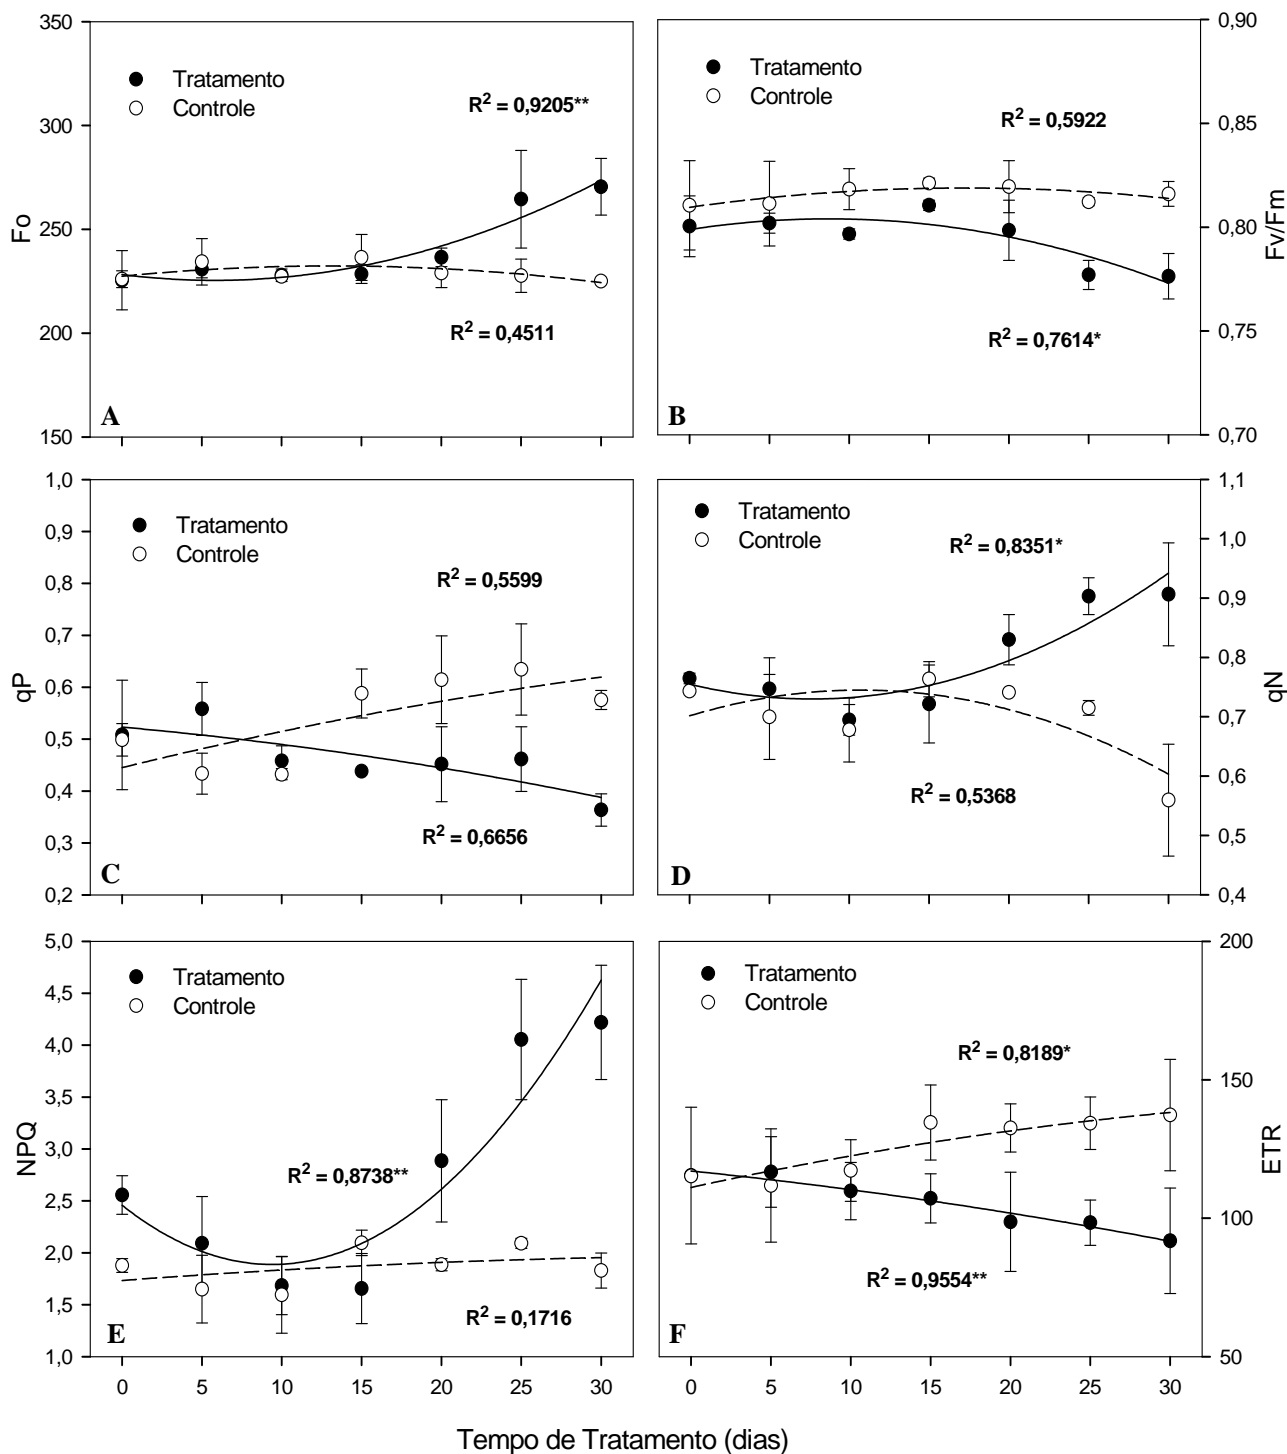 350
300
250
200
150
Fo
Tratamento
Controle
R² = 0,9205**
R² = 0,4511
A
0,90
0,85
0,80
0,75
0,70
Fv/Fm
Tratamento
Controle
R² = 0,5922
R² = 0,7614*
B
1,0
0,9
0,8
0,7
0,6
0,5
0,4
0,3
0,2
qP
Tratamento
Controle
R² = 0,5599
R² = 0,6656
C
1,1
1,0
0,9
0,8
0,7
0,6
0,5
0,4
qN
Tratamento
Controle
R² = 0,8351*
R² = 0,5368
D
5,0
4,5
4,0
3,5
3,0
2,5
2,0
1,5
1,0
NPQ
Tratamento
Controle
R² = 0,8738**
R² = 0,1716
E
0 5 10 15 20 25 30
200
150
100
50
ETR
Tratamento
Controle
R² = 0,8189*
R² = 0,9554**
F
0 5 10 15 20 25 30
Tempo de Tratamento (dias)